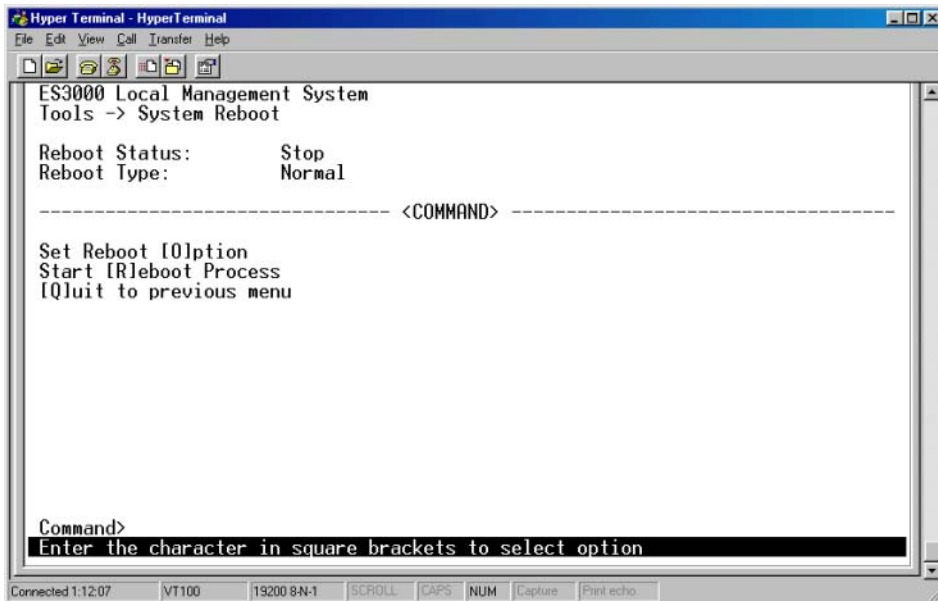 Hyper Terminal - HyperTerminal
File Edit View Call Transfer Help
ES3000 Local Management System
Tools -> System Reboot
Reboot Status: Stop
Reboot Type: Normal
-------------------------------- <COMMAND> -----------------------------------
Set Reboot [O]ption
Start [R]eboot Process
[Q]uit to previous menu
Command>
Enter the character in square brackets to select option
Connected 1:12:07 VT100 19200 8-N-1 SCROLL CAPS NUM Capture Print echo